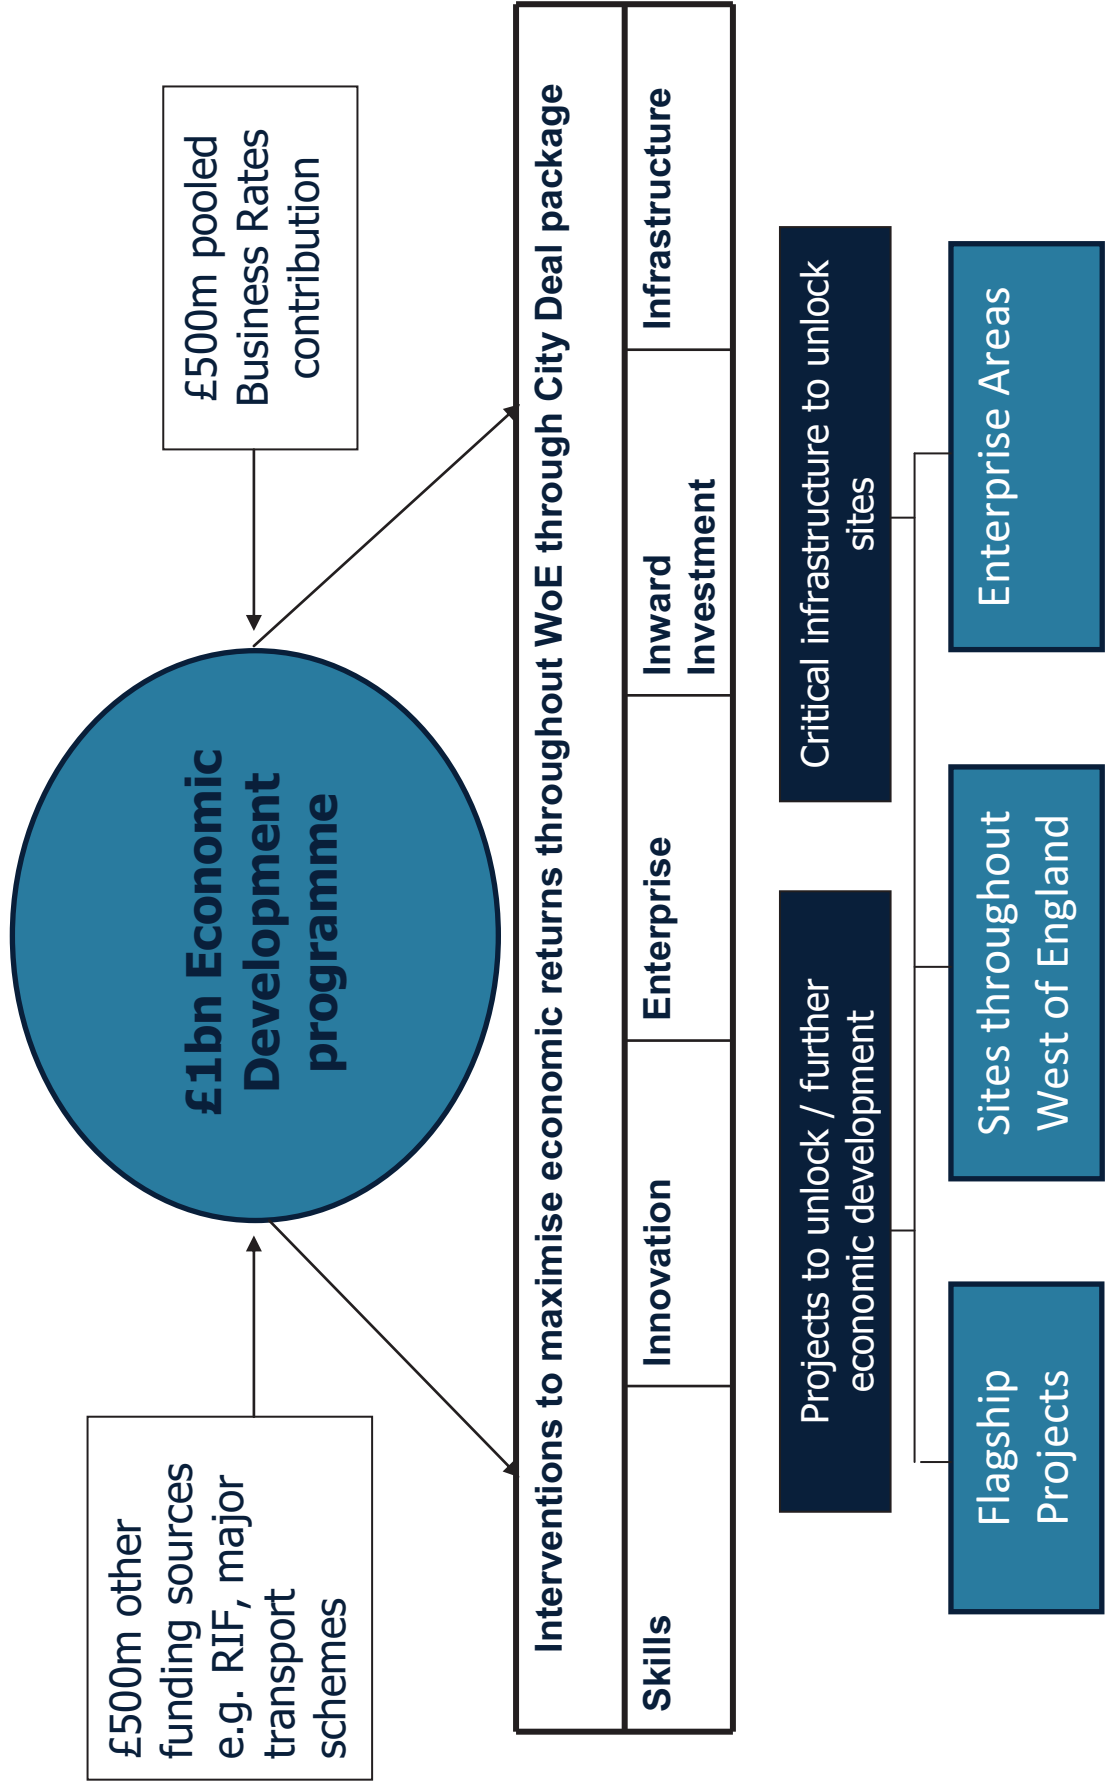 £500m other
funding sources
e.g. RIF, major
transport
schemes
£1bn Economic
Development
programme
£500m pooled
Business Rates
contribution
Interventions to maximise economic returns throughout WoE through City Deal package
Skills
Innovation
Enterprise
Inward
Investment
Infrastructure
Projects to unlock / further
economic development
Critical infrastructure to unlock
sites
Flagship
Projects
Sites throughout
West of England
Enterprise Areas